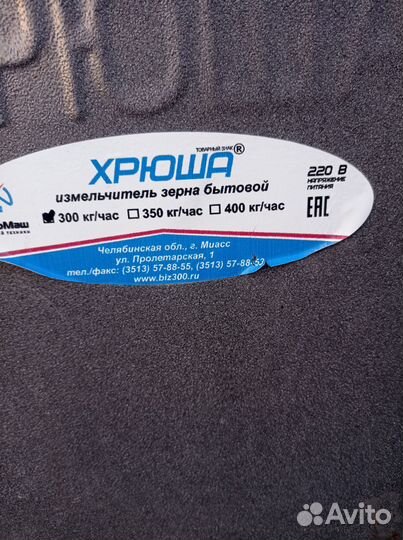 ХРЮША®
ТОВАРНЫЙ ЗНАК
измельчитель зерна бытовой
300 кг/час 350 кг/час 400 кг/час
220 В
НАПРЯЖЕНИЕ
ПИТАНИЯ
EAC
Маш
Челябинская обл., г. Миасс
ул. Пролетарская, 1
тел./факс: (3513) 57-88-55, (3513) 57-88-53
www.biz300.ru
Avito